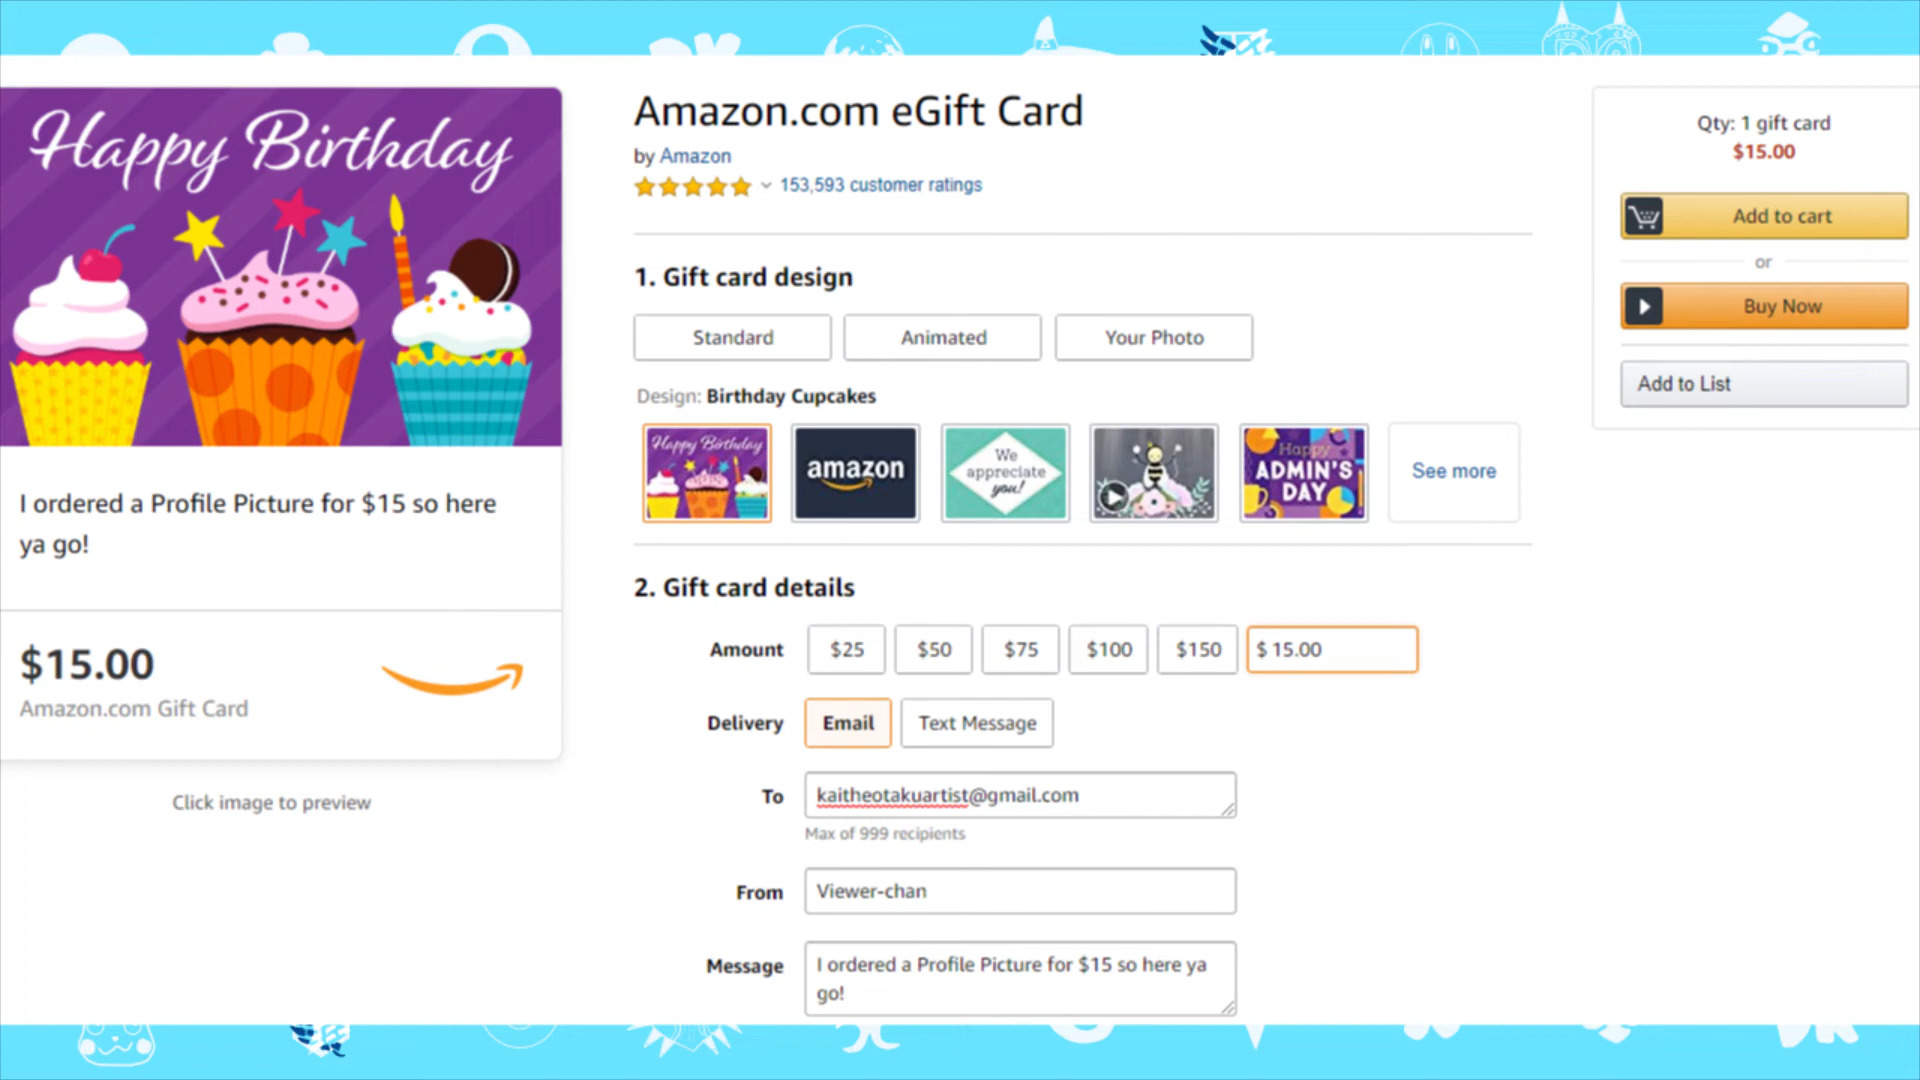 Happy Birthday
I ordered a Profile Picture for $15 so here
ya go!
$15.00
Amazon.com Gift Card
Click image to preview
Amazon.com eGift Card
by Amazon
153,593 customer ratings
1. Gift card design
Standard
Animated
Your Photo
Design: Birthday Cupcakes
Happy Birthday
amazon
We
appreciate
you!
Happy
ADMIN'S
DAY
See more
2. Gift card details
Amount
$25
$50
$75
$100
$150
$ 15.00
Delivery
Email
Text Message
To
kaitheotakuartist@gmail.com
Max of 999 recipients
From
Viewer-chan
Message
I ordered a Profile Picture for $15 so here ya
go!
Qty: 1 gift card
$15.00
Add to cart
or
Buy Now
Add to List